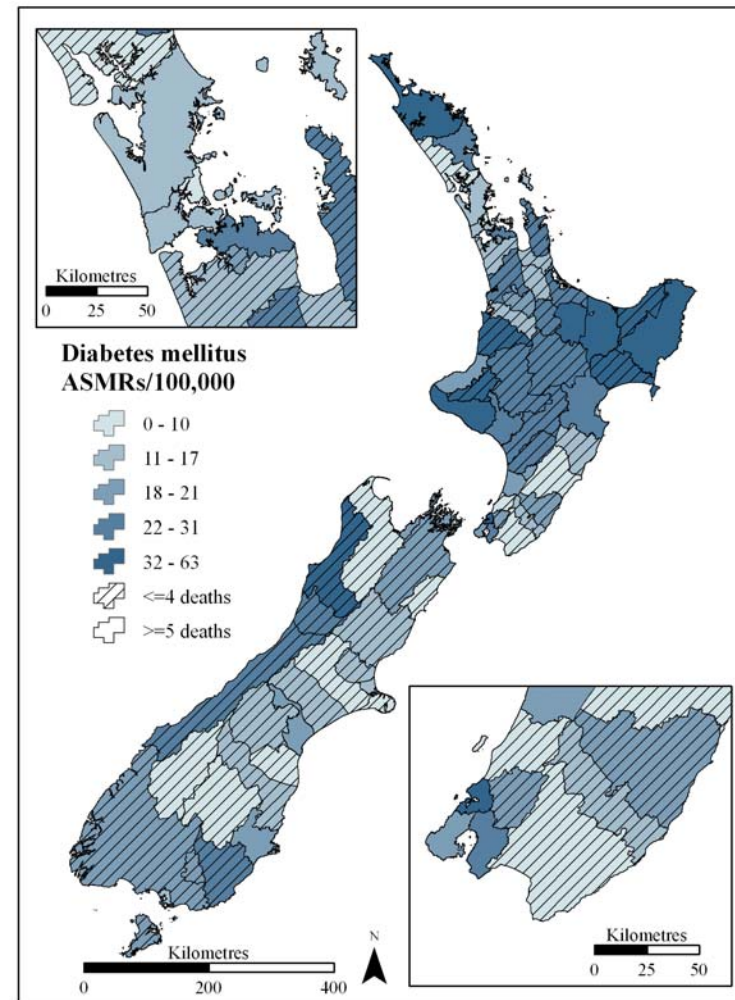 Kilometres
0 25 50
Diabetes mellitus
ASMRs/100,000
0 - 10
11 - 17
18 - 21
22 - 31
32 - 63
<=4 deaths
>=5 deaths
Kilometres
0 200 400
N
Kilometres
0 25 50